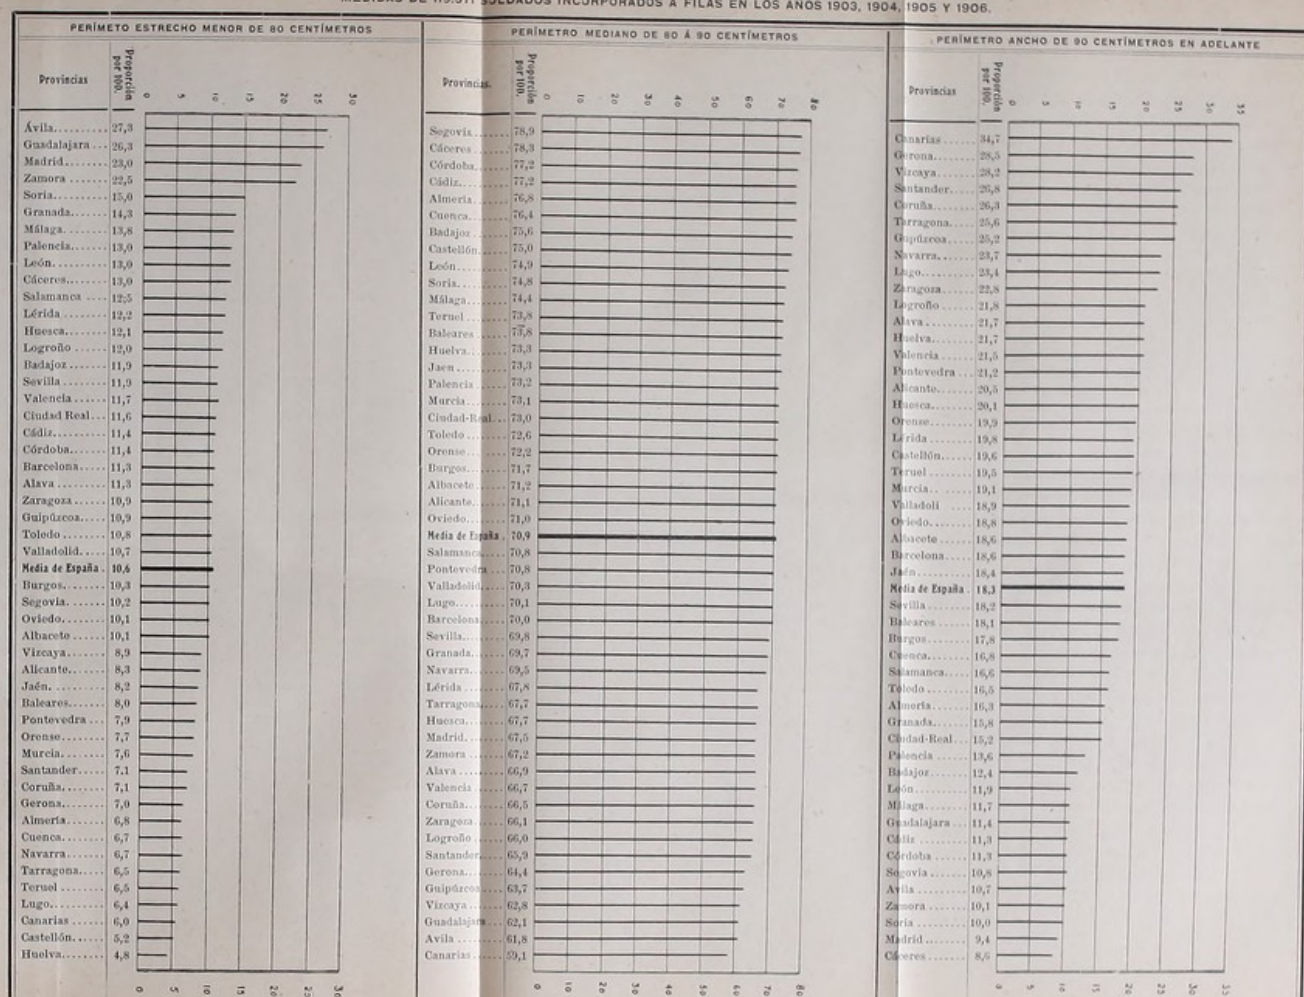 SOLDADOS INCORPORADOS A FILAS EN LOS AÑOS 1903, 1904, 1905 Y 1906.
PERÍMETO ESTRECHO MENOR DE 80 CENTÍMETROS
Provincias Proporción por 100. 0 5 10 15 20 25 30
Ávila 27,3
Guadalajara 26,3
Madrid 23,0
Zamora 22,5
Soria 15,0
Granada 14,3
Málaga 13,8
Palencia 13,0
León 13,0
Cáceres 13,0
Salamanca 12,5
Lérida 12,2
Huesca 12,1
Logroño 12,0
Badajoz 11,9
Sevilla 11,9
Valencia 11,7
Ciudad Real 11,6
Cádiz 11,4
Córdoba 11,4
Barcelona 11,3
Alava 11,3
Zaragoza 10,9
Guipúzcoa 10,9
Toledo 10,8
Valladolid 10,7
Media de España 10,6
Burgos 10,3
Segovia 10,2
Oviedo 10,1
Albacete 10,1
Vizcaya 8,9
Alicante 8,3
Jaén 8,2
Baleares 8,0
Pontevedra 7,9
Orense 7,7
Murcia 7,6
Santander 7,1
Coruña 7,1
Gerona 7,0
Almería 6,8
Cuenca 6,7
Navarra 6,7
Tarragona 6,5
Teruel 6,5
Lugo 6,4
Canarias 6,0
Castellón 5,2
Huelva 4,8
0 5 10 15 20 25 30
PERÍMETRO MEDIANO DE 80 Á 90 CENTÍMETROS
Provincias. Proporción por 100. 0 10 20 30 40 50 60 70 80
Segovia 78,9
Cáceres 78,3
Córdoba 77,2
Cádiz 77,2
Almería 76,8
Cuenca 76,4
Badajoz 75,6
Castellón 75,0
León 74,9
Soria 74,8
Málaga 74,4
Teruel 73,8
Baleares 73,8
Huelva 73,3
Jaen 73,3
Palencia 73,2
Murcia 73,1
Ciudad-Real 73,0
Toledo 72,6
Orense 72,2
Burgos 71,7
Albacete 71,2
Alicante 71,1
Oviedo 71,0
Media de España 70,9
Salamanca 70,8
Pontevedra 70,8
Valladolid 70,3
Lugo 70,1
Barcelona 70,0
Sevilla 69,8
Granada 69,7
Navarra 69,5
Lérida 67,8
Tarragona 67,7
Huesca 67,7
Madrid 67,5
Zamora 67,2
Alava 66,9
Valencia 66,7
Coruña 66,5
Zaragoza 66,1
Logroño 66,0
Santander 65,9
Gerona 64,4
Guipúzcoa 63,7
Vizcaya 62,8
Guadalajara 62,1
Avila 61,8
Canarias 59,1
0 10 20 30 40 50 60 70 80
PERÍMETRO ANCHO DE 90 CENTÍMETROS EN ADELANTE
Provincias Proporción por 100. 0 5 10 15 20 25 30 35
Canarias 34,7
Gerona 28,5
Vizcaya 28,2
Santander 26,8
Coruña 26,3
Tarragona 25,6
Guipúzcoa 25,2
Navarra 23,7
Lugo 23,4
Zaragoza 22,8
Logroño 21,8
Alava 21,7
Huelva 21,7
Valencia 21,5
Pontevedra 21,2
Alicante 20,5
Huesca 20,1
Orense 19,9
Lérida 19,8
Castellón 19,6
Teruel 19,5
Murcia 19,1
Valladoli 18,9
Oviedo 18,8
Albacete 18,6
Barcelona 18,6
Jaén 18,4
Media de España 18,3
Sevilla 18,2
Baleares 18,1
Burgos 17,8
Cuenca 16,8
Salamanca 16,6
Toledo 16,5
Almería 16,3
Granada 15,8
Ciudad-Real 15,2
Palencia 13,6
Badajoz 12,4
León 11,9
Málaga 11,7
Guadalajara 11,4
Cádiz 11,3
Córdoba 11,3
Segovia 10,8
Avila 10,7
Zamora 10,1
Soria 10,0
Madrid 9,4
Cáceres 8,6
0 5 10 15 20 25 30 35